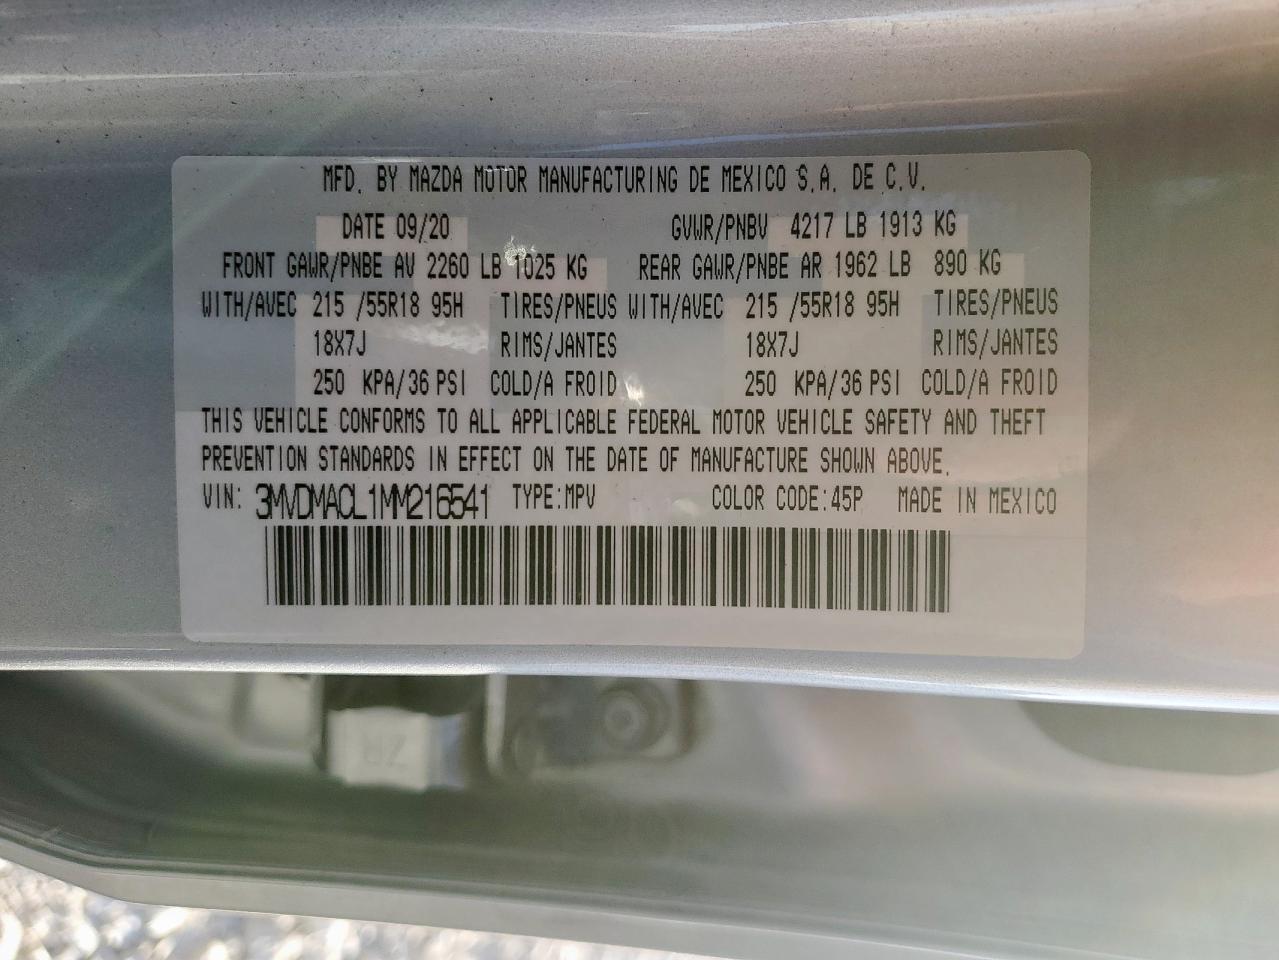 MFD. BY MAZDA MOTOR MANUFACTURING DE MEXICO S.A. DE C.V.
DATE 09/20 GVWR/PNBV 4217 LB 1913 KG
FRONT GAWR/PNBE AV 2260 LB 1025 KG REAR GAWR/PNBE AR 1962 LB 890 KG
WITH/AVEC 215 /55R18 95H TIRES/PNEUS WITH/AVEC 215 /55R18 95H TIRES/PNEUS
18X7J RIMS/JANTES 18X7J RIMS/JANTES
250 KPA/36 PSI COLD/A FROID 250 KPA/36 PSI COLD/A FROID
THIS VEHICLE CONFORMS TO ALL APPLICABLE FEDERAL MOTOR VEHICLE SAFETY AND THEFT
PREVENTION STANDARDS IN EFFECT ON THE DATE OF MANUFACTURE SHOWN ABOVE.
VIN: 3MVDMACL1MM216541 TYPE:MPV COLOR CODE:45P MADE IN MEXICO